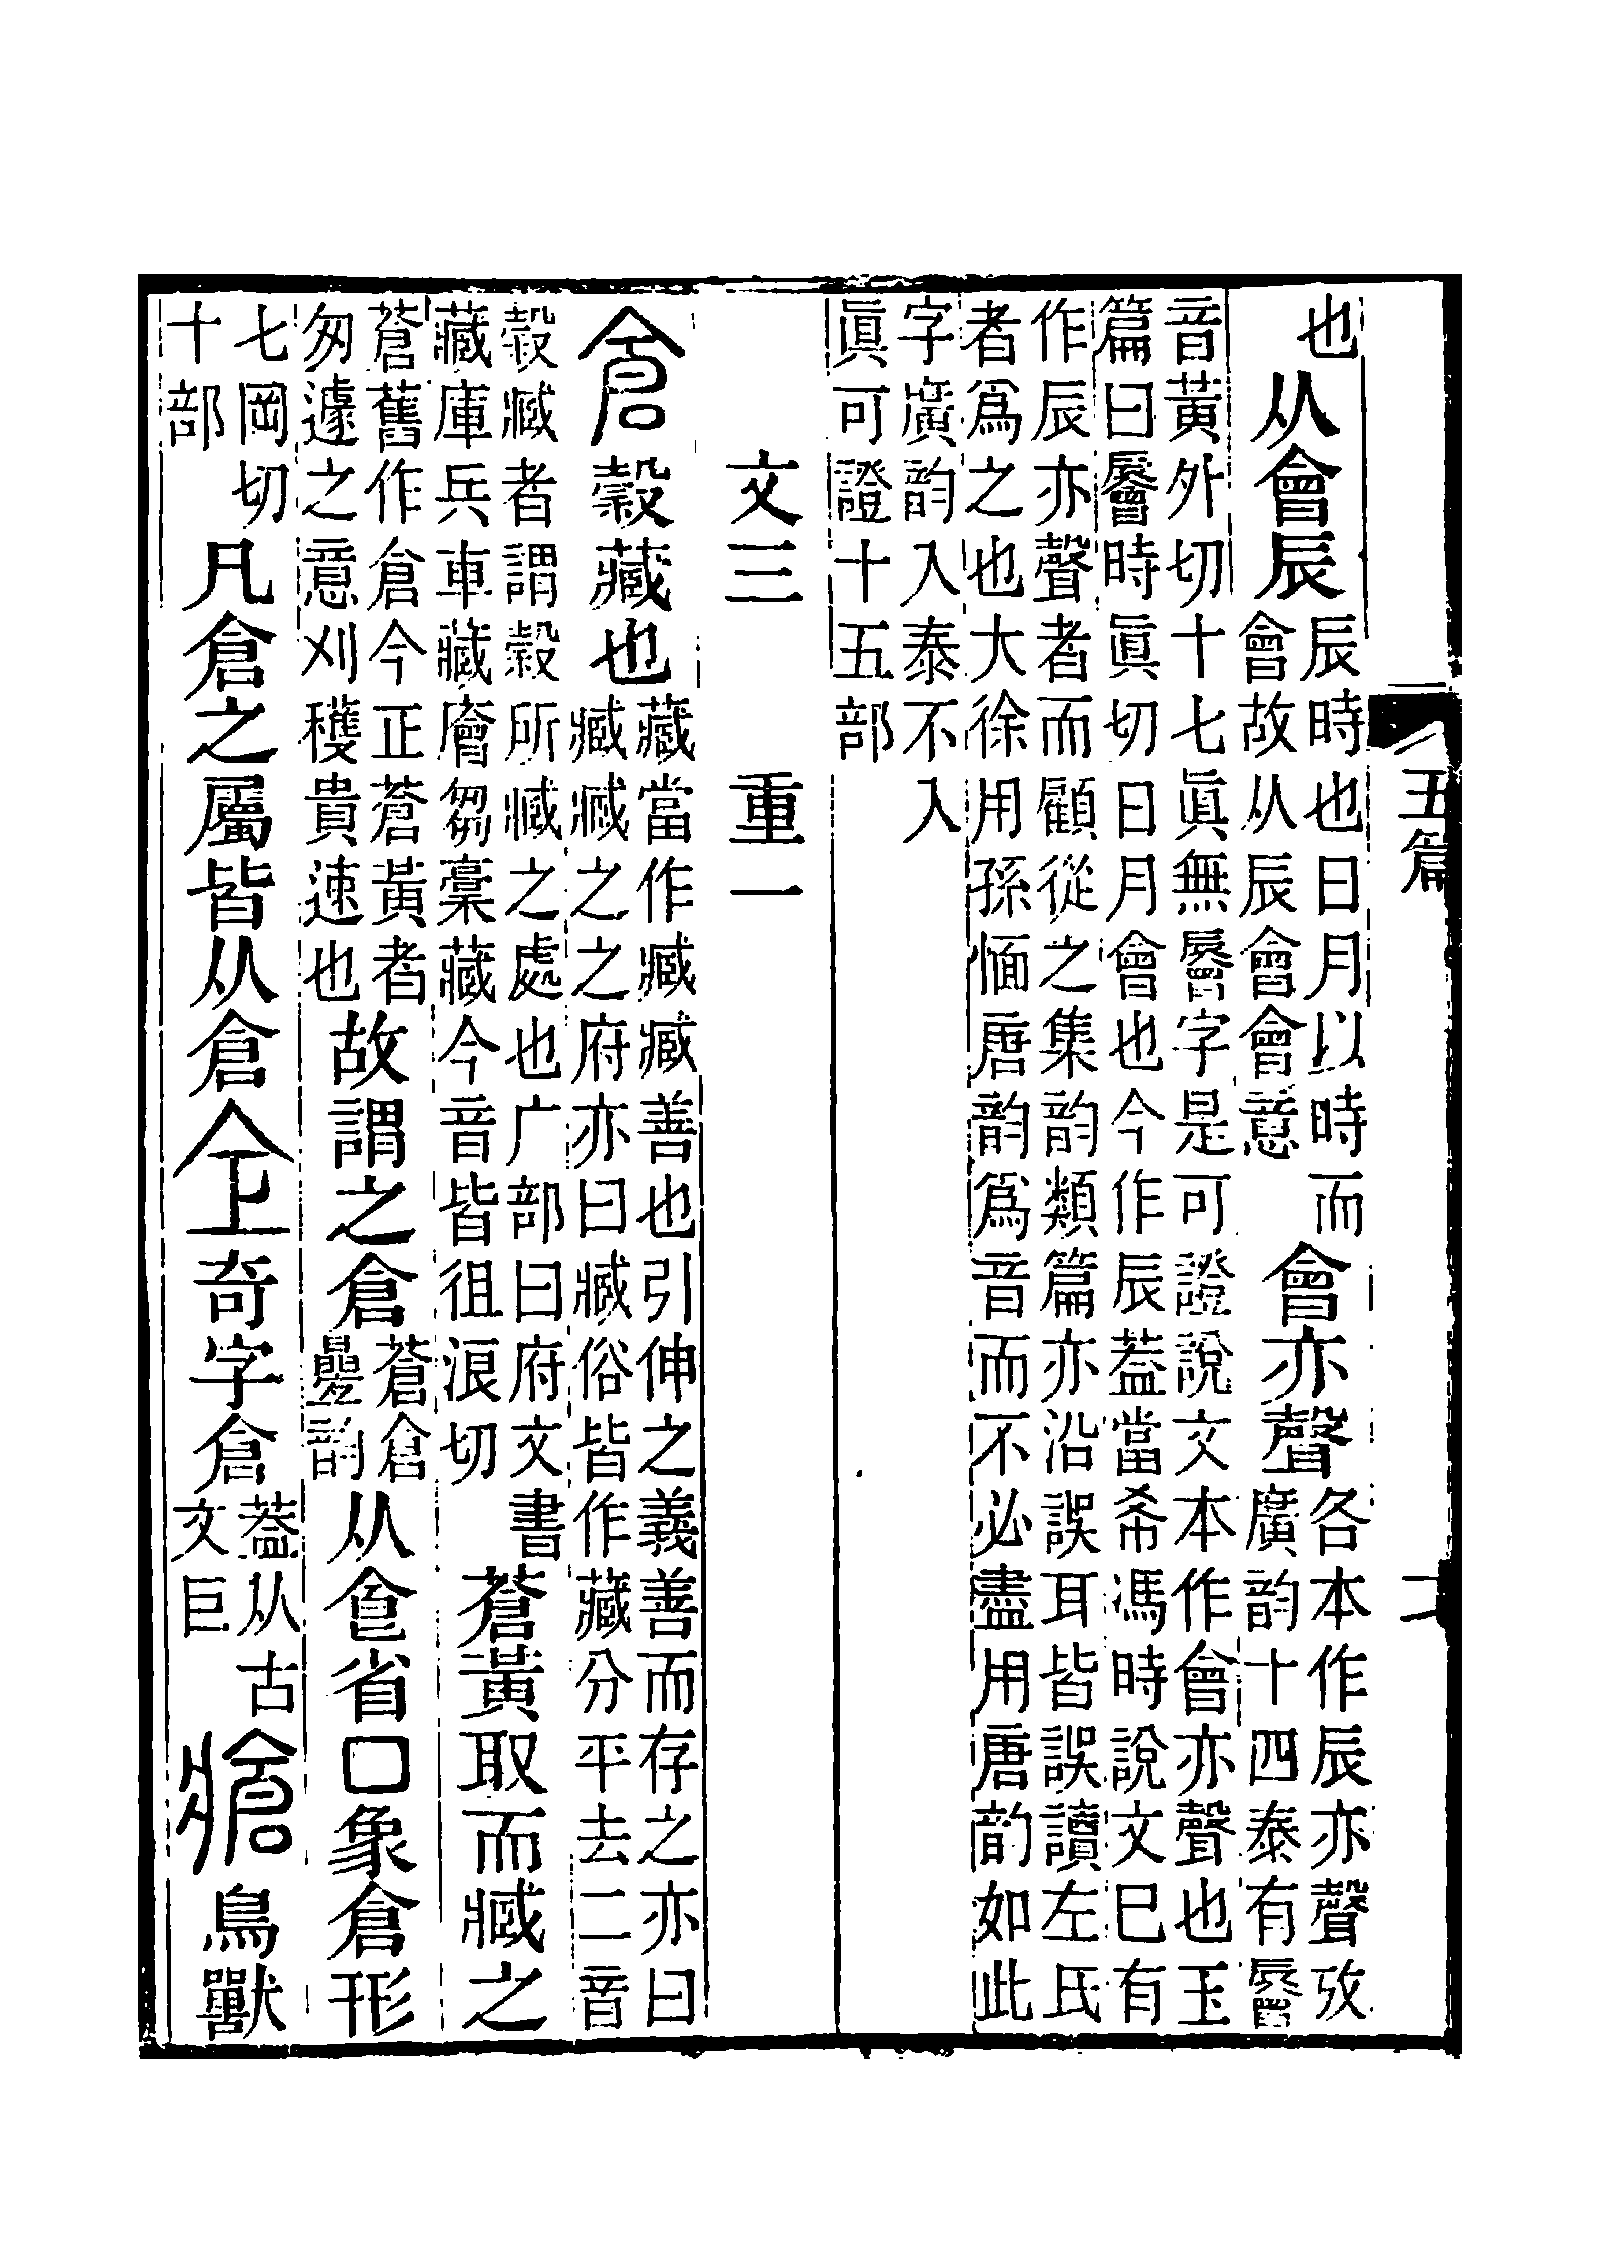 也从會辰辰時也日月以時而會故从辰會會意會亦聲各本作辰亦聲攷廣韵十四泰有䢈
音黃外切十七眞無䢈字是可證說文本作會亦聲也玉篇曰䢈時眞切日月會也今作辰葢當希馮時說文巳有
作辰亦聲者而顧從之集韵類篇亦沿誤耳皆誤讀左氏者爲之也大徐用孫愐唐韵爲音而不必盡用唐韵如此
字廣韵入泰不入眞可證十五部
文三 重一
倉穀藏也藏當作臧臧善也引伸之義善而存之亦曰臧臧之之府亦曰臧俗皆作藏分平去二音
穀臧者謂穀所臧之處也广部曰府文書藏庫兵車藏廥芻稾藏今音皆徂浪切蒼黃取而臧之
蒼舊作倉今正蒼黃者匆遽之意刈穫貴速也故謂之倉蒼倉曡韵从食省口象倉形
七岡切十部凡倉之屬皆从倉仺奇字倉葢从古文巨牄鳥獸
五篇